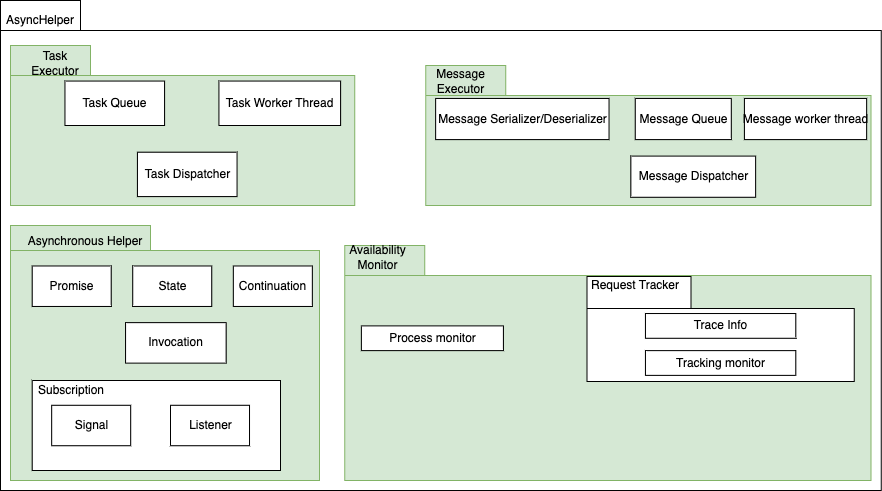 AsyncHelper
Task
Executor
Task Queue
Task Worker Thread
Task Dispatcher
Message
Executor
Message Serializer/Deserializer
Message Queue
Message worker thread
Message Dispatcher
Asynchronous Helper
Promise
State
Continuation
Invocation
Subscription
Signal
Listener
Availability
Monitor
Process monitor
Request Tracker
Trace Info
Tracking monitor